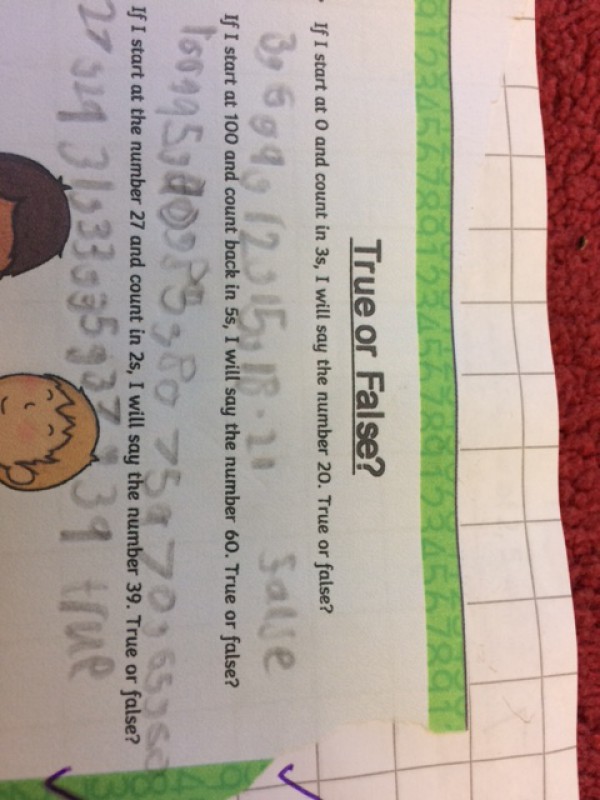 123456789123456789123456789
True or False?
If I start at 0 and count in 3s, I will say the number 20. True or false?
3, 6, 9, 12, 15, 18. 21 false
If I start at 100 and count back in 5s, I will say the number 60. True or false?
100, 95, 85, 80 75, 70, 65, 60
If I start at the number 27 and count in 2s, I will say the number 39. True or false?
27, 29 31, 33, 35, 37, 39 true